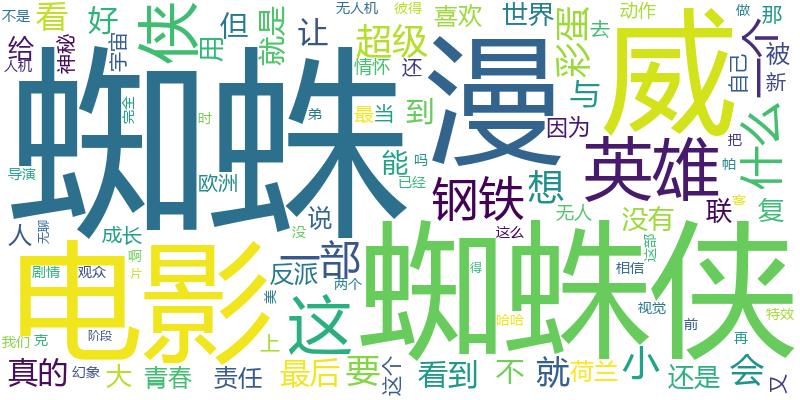 不是
看
好
侠
用
但
就是
让
无人机
彼得
超级
喜欢
世界
彩蛋
动作
去
做
那
给
人机
神秘
宇宙
情怀
还
一个
自己
被
新
蜘蛛
漫
威
完全
时
弟
最
当
到
与
因为
什么
导演
欧洲
能
吗
已经
钢铁
想
英雄
把
帕
人
无聊
成长
说
没
这么
无人
没有
联
复
客
电影
啊
片
一部
反派
两个
蜘蛛侠
这部
剧情
观众
美
这
得
相信
视觉
特效
我们
克
阶段
上
哈哈
前
再
真的
幻象
大
青春
责任
最后
要
这个
看到
不
就
荷兰
小
还是
会
又